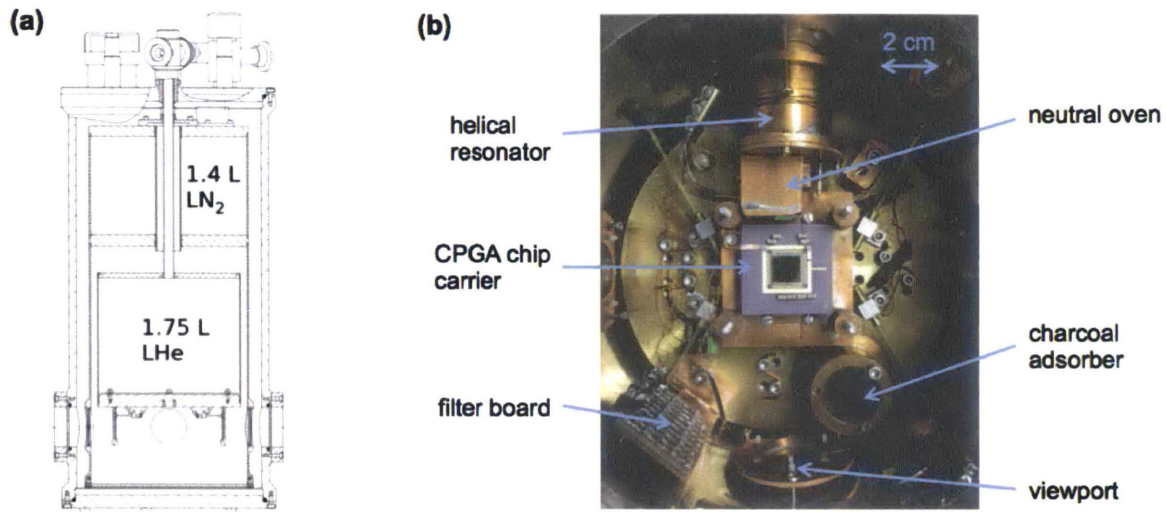 (a)
1.4 L
LN₂
1.75 L
LHe
(b)
2 cm
helical
resonator
neutral oven
CPGA chip
carrier
charcoal
adsorber
filter board
viewport